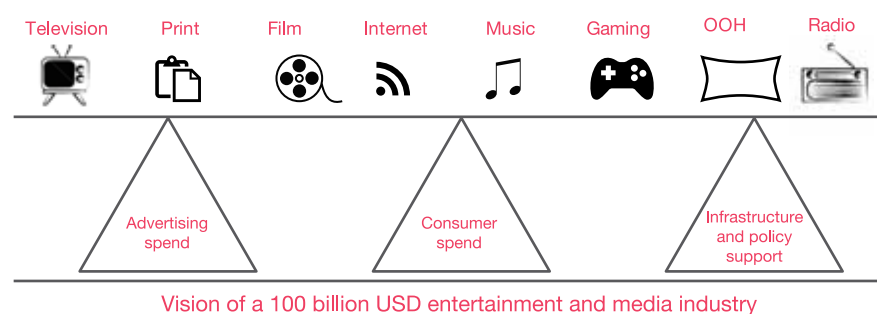 Television Print Film Internet Music Gaming OOH Radio
Advertising
spend
Consumer
spend
Infrastructure
and policy
support
Vision of a 100 billion USD entertainment and media industry